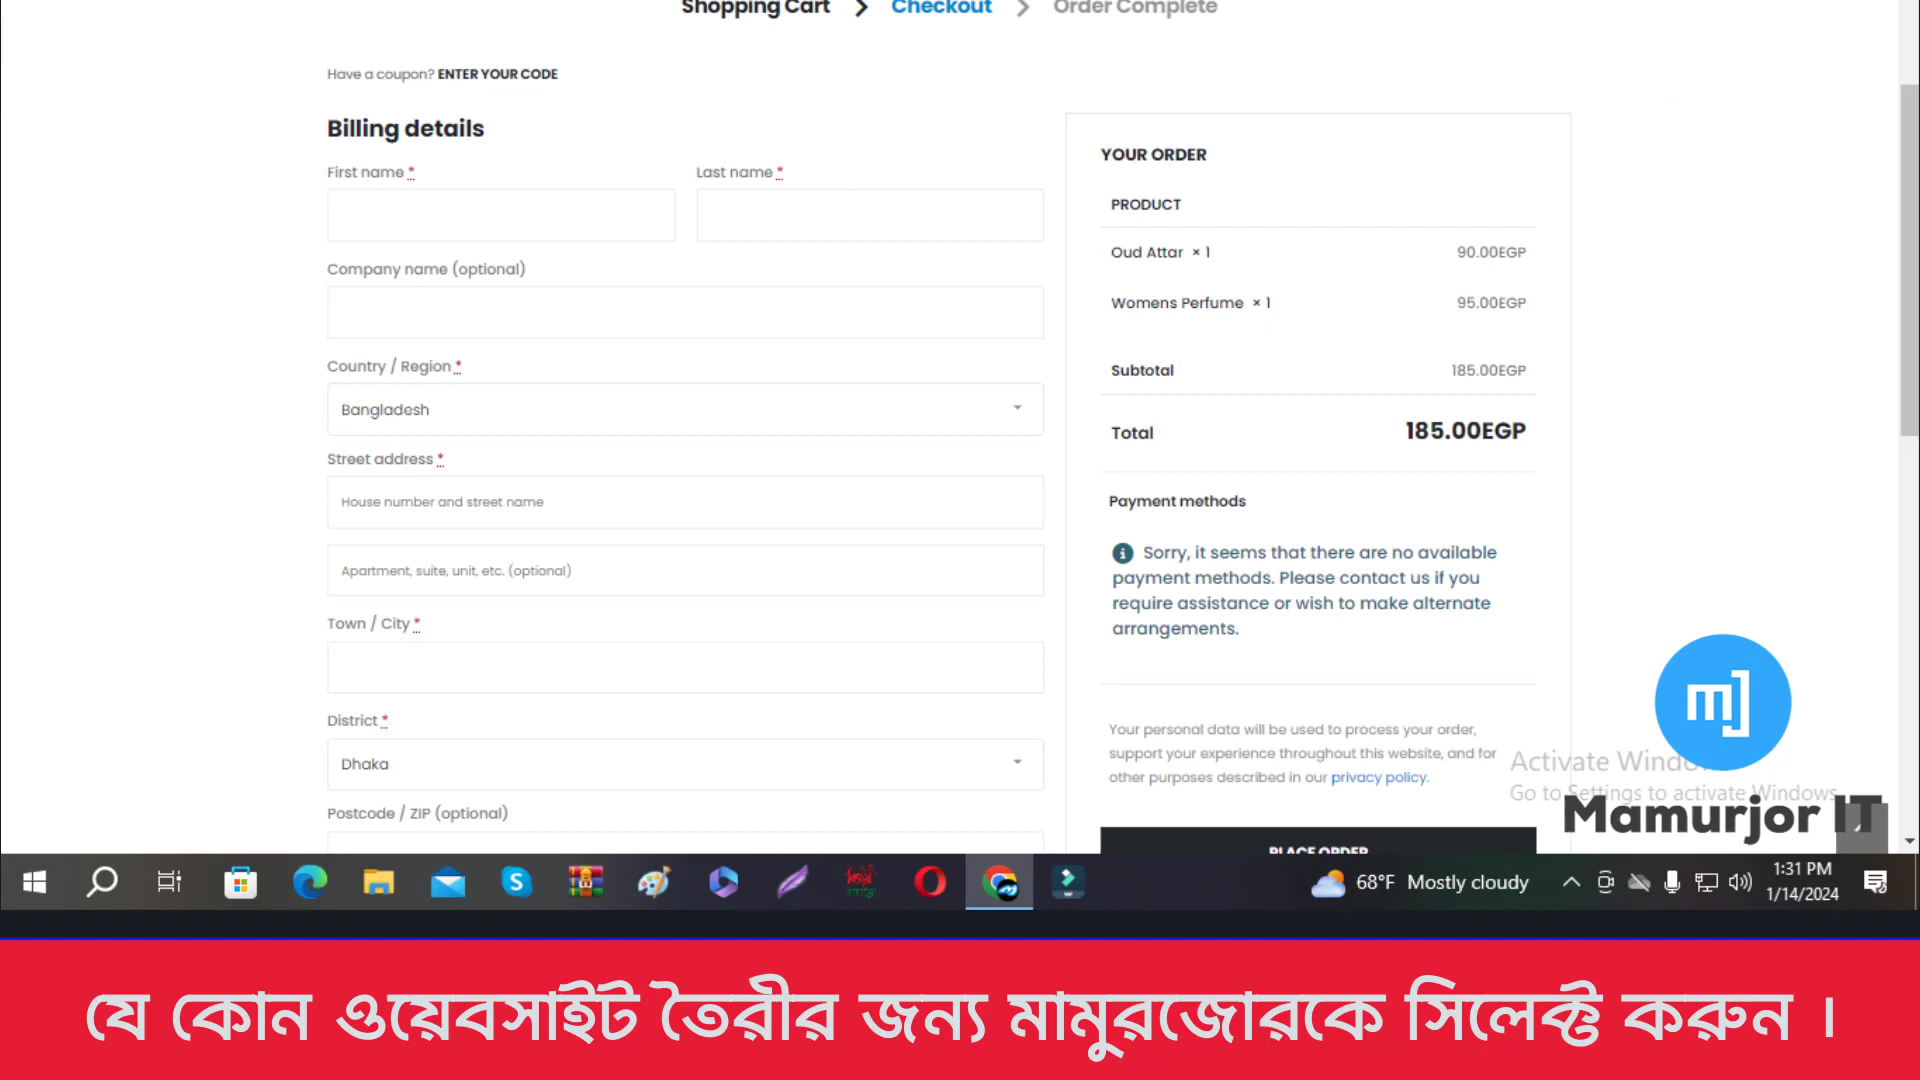 Shopping Cart > Checkout > Order Complete
Have a coupon? ENTER YOUR CODE
Billing details
First name *
Last name *
Company name (optional)
Country / Region *
Bangladesh
Street address *
House number and street name
Apartment, suite, unit, etc. (optional)
Town / City *
District *
Dhaka
Postcode / ZIP (optional)
YOUR ORDER
PRODUCT
Oud Attar × 1 90.00EGP
Womens Perfume × 1 95.00EGP
Subtotal 185.00EGP
Total 185.00EGP
Payment methods
Sorry, it seems that there are no available
payment methods. Please contact us if you
require assistance or wish to make alternate
arrangements.
Your personal data will be used to process your order,
support your experience throughout this website, and for
other purposes described in our privacy policy.
PLACE ORDER
Activate Windo
Go to Settings to activate Windows.
Mamurjor IT
68°F Mostly cloudy
1:31 PM
1/14/2024
যে কোন ওয়েবসাইট তৈরীর জন্য মামুরজোরকে সিলেক্ট করুন ।